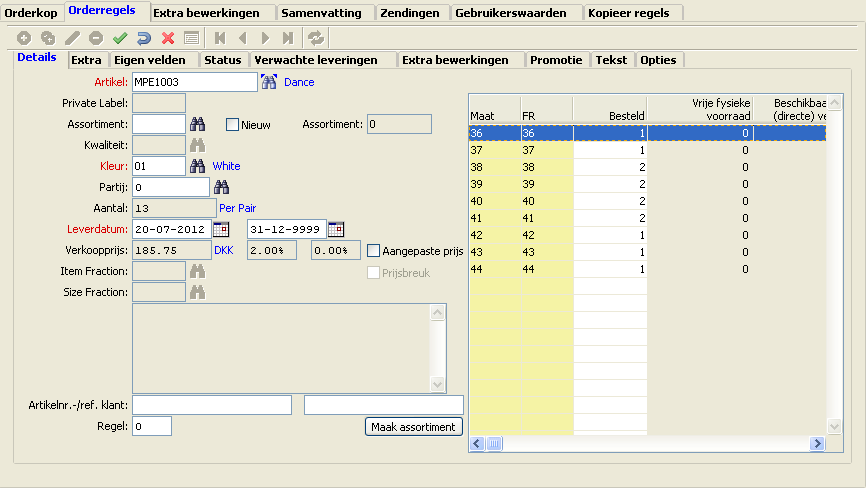 Orderkop Orderregels Extra bewerkingen Samenvatting Zendingen Gebruikerswaarden Kopieer regels
Details Extra Eigen velden Status Verwachte leveringen Extra bewerkingen Promotie Tekst Opties
Artikel: MPE1003 Dance
Private Label:
Assortiment: Nieuw Assortiment: 0
Kwaliteit:
Kleur: 01 White
Partij: 0
Aantal: 13 Per Pair
Leverdatum: 20-07-2012 31-12-9999
Verkoopprijs: 185.75 DKK 2.00% 0.00% Aangepaste prijs
Item Fraction: Prijsbreuk
Size Fraction:
Artikelnr.-/ref. klant:
Regel: 0 Maak assortiment
Vrije fysieke Beschikbaa
Maat FR Besteld voorraad (directe) ve
36 36 1 0
37 37 1 0
38 38 2 0
39 39 2 0
40 40 2 0
41 41 2 0
42 42 1 0
43 43 1 0
44 44 1 0